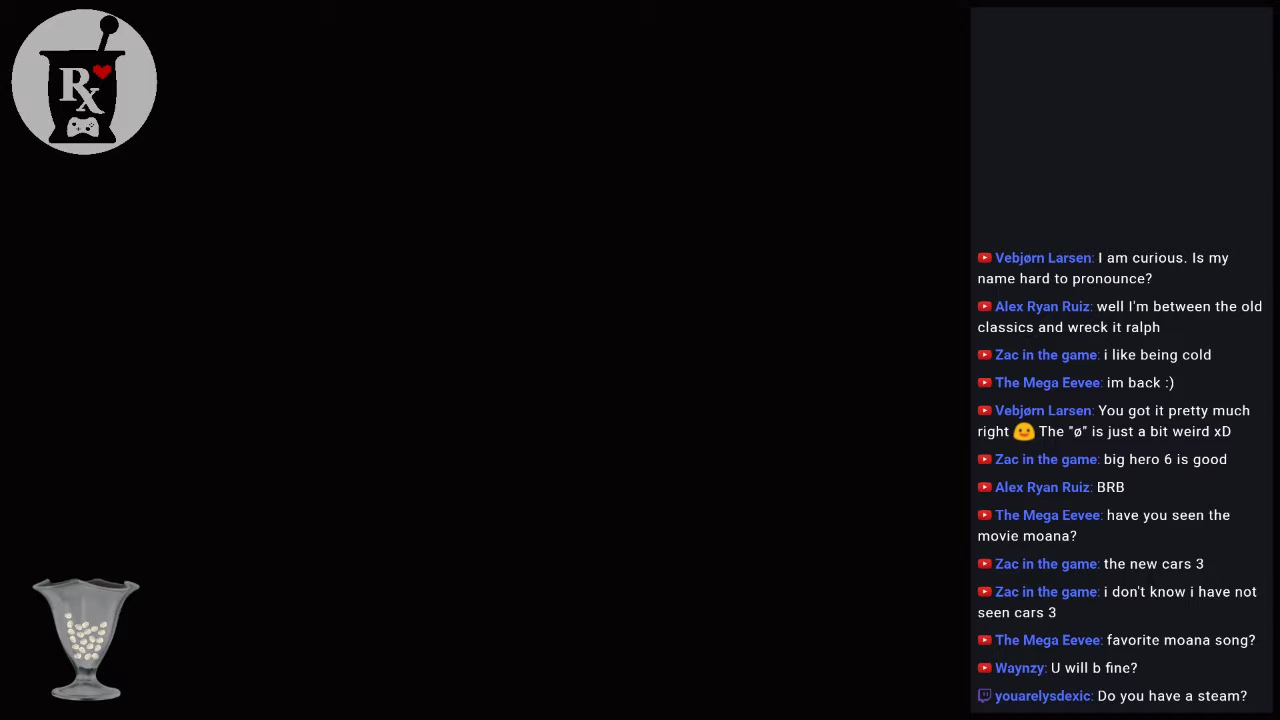 Rx
Vebjørn Larsen: I am curious. Is my
name hard to pronounce?
Alex Ryan Ruiz: well I'm between the old
classics and wreck it ralph
Zac in the game: i like being cold
The Mega Eevee: im back :)
Vebjørn Larsen: You got it pretty much
right The "ø" is just a bit weird xD
Zac in the game: big hero 6 is good
Alex Ryan Ruiz: BRB
The Mega Eevee: have you seen the
movie moana?
Zac in the game: the new cars 3
Zac in the game: i don't know i have not
seen cars 3
The Mega Eevee: favorite moana song?
Waynzy: U will b fine?
youarelysdexic: Do you have a steam?